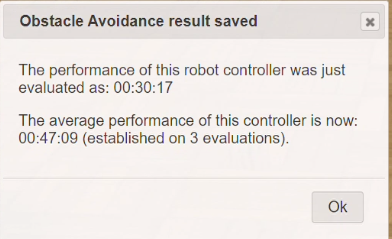 Obstacle Avoidance result saved
The performance of this robot controller was just
evaluated as: 00:30:17
The average performance of this controller is now:
00:47:09 (established on 3 evaluations).
Ok